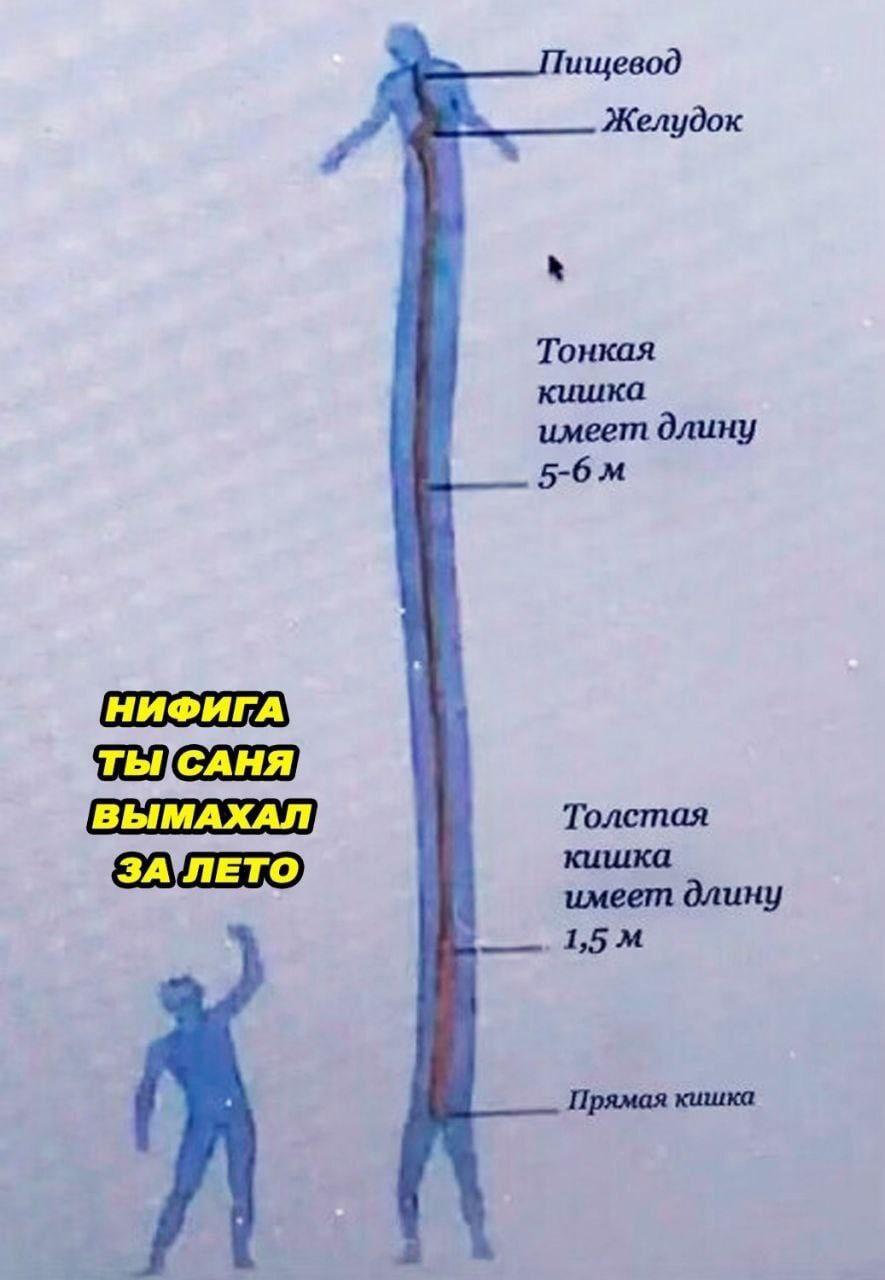 Пищевод
Желудок
Тонкая
кишка
имеет длину
5-6 м
НИФИГА
ТЫ САНЯ
ВЫМАХАЛ
ЗА ЛЕТО
Толстая
кишка
имеет длину
1,5 м
Прямая кишка